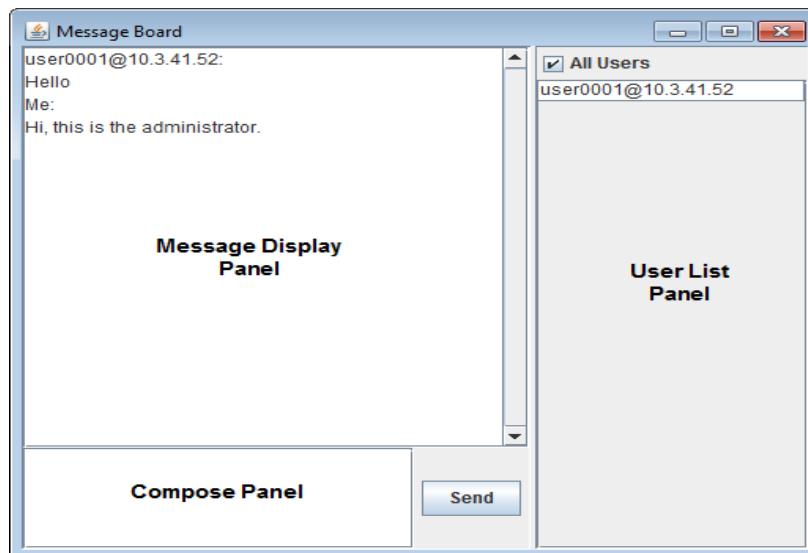 Message Board
user0001@10.3.41.52:
Hello
Me:
Hi, this is the administrator.
Message Display
Panel
Compose Panel
Send
All Users
user0001@10.3.41.52
User List
Panel